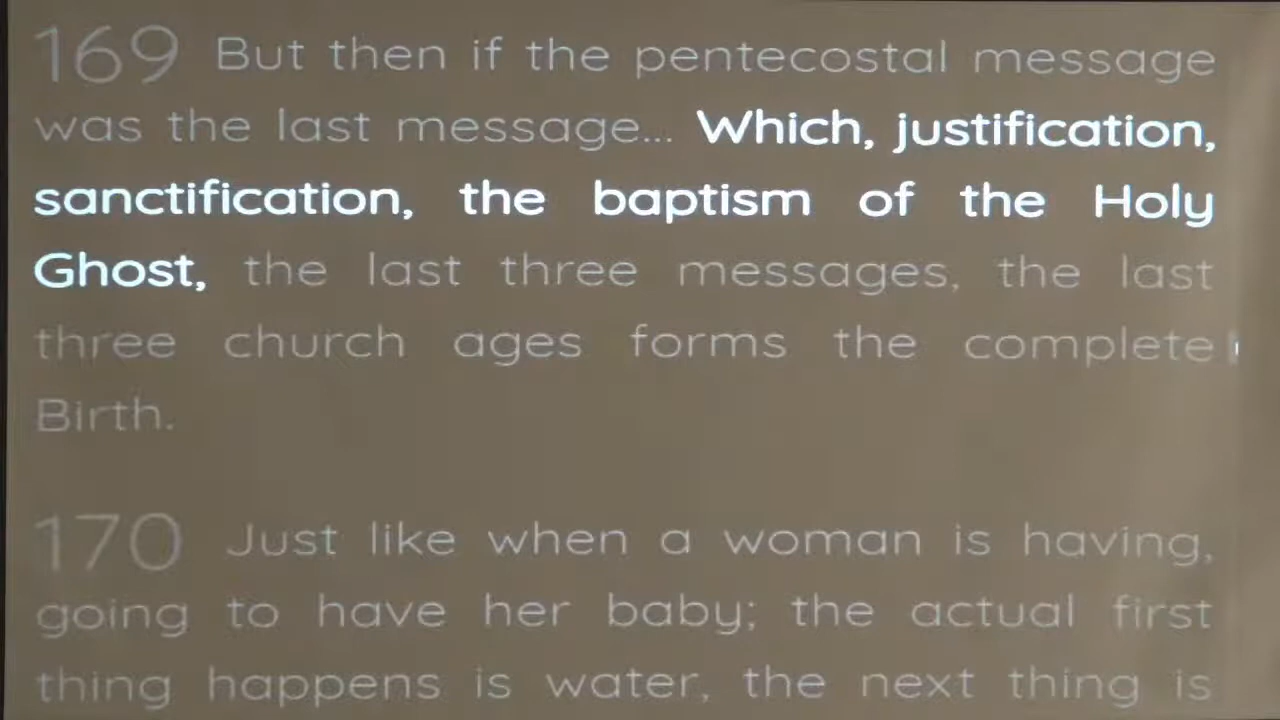 169 But then if the pentecostal message
was the last message... Which, justification,
sanctification, the baptism of the Holy
Ghost, the last three messages, the last
three church ages forms the complete
Birth.
170 Just like when a woman is having,
going to have her baby; the actual first
thing happens is water, the next thing is